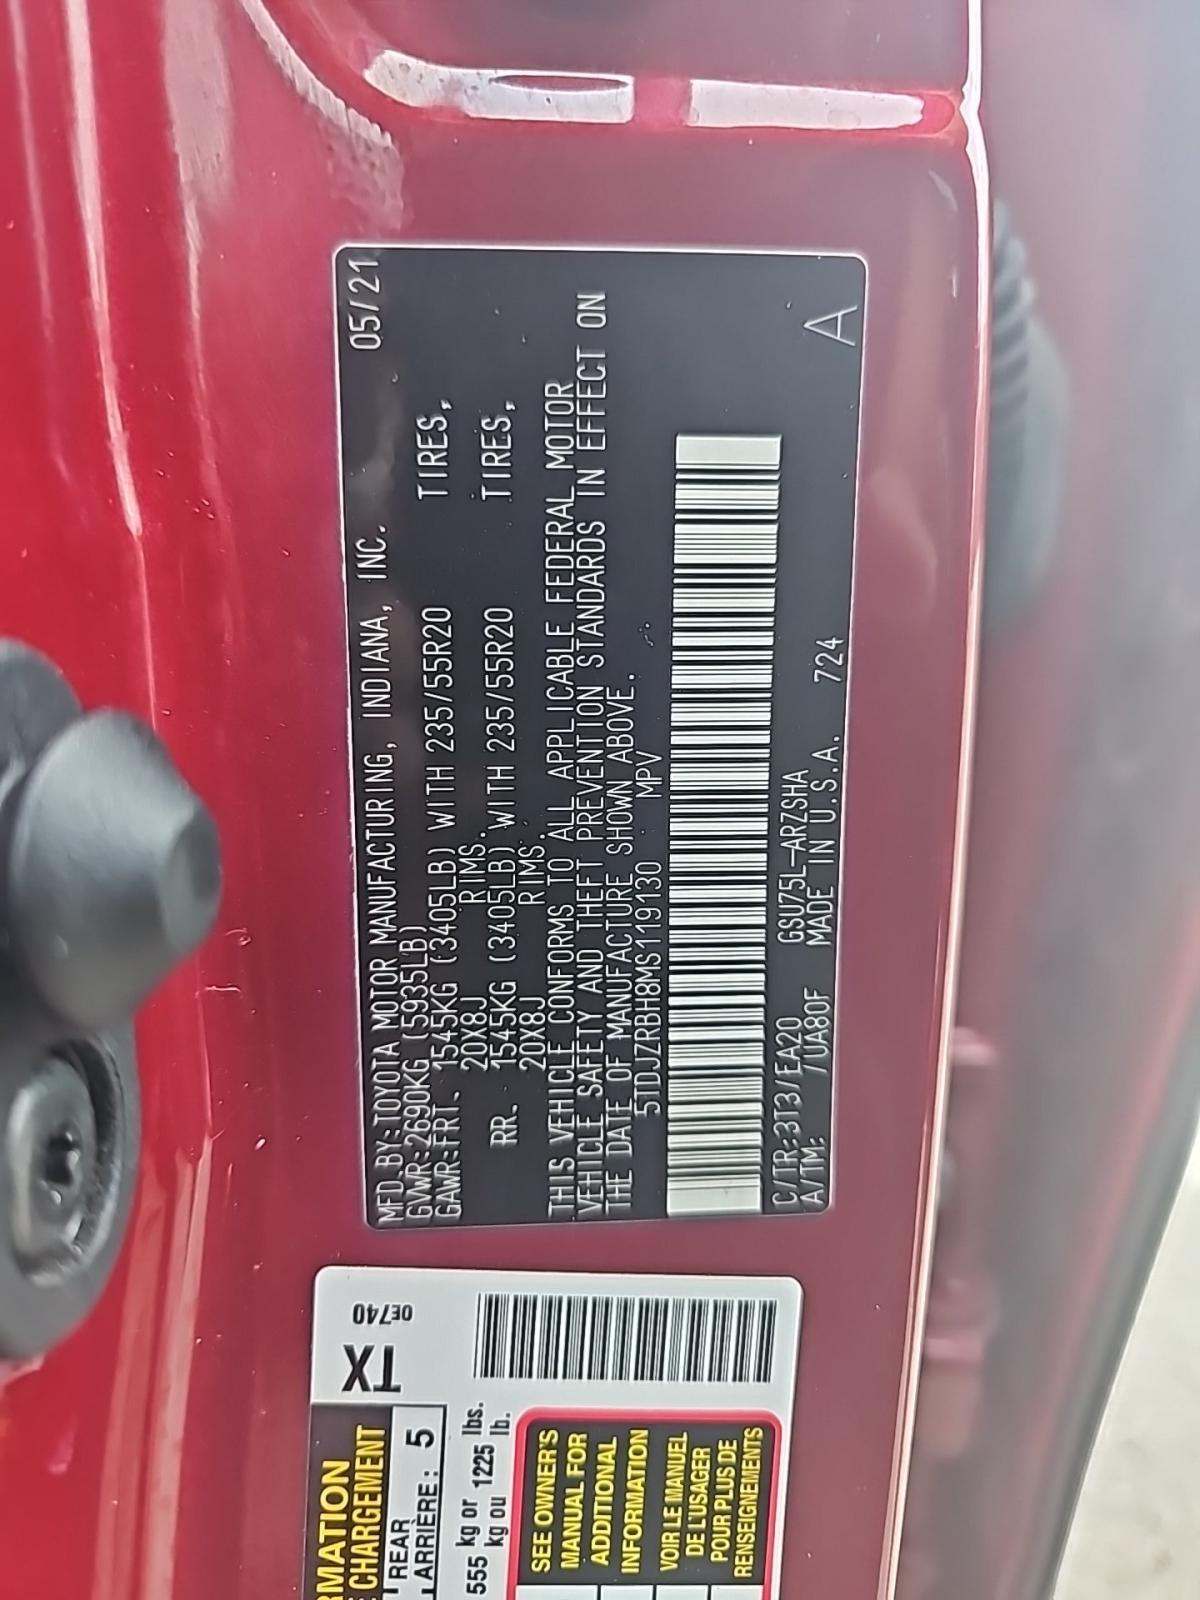 MFD. BY: TOYOTA MOTOR MANUFACTURING, INDIANA, INC. 05/21
GVWR: 2690KG (5935LB)
GAWR: FRT. 1545KG (3405LB) WITH 235/55R20 TIRES,
20X8J RIMS.
RR. 1545KG (3405LB) WITH 235/55R20 TIRES,
20X8J RIMS.
THIS VEHICLE CONFORMS TO ALL APPLICABLE FEDERAL MOTOR
VEHICLE SAFETY AND THEFT PREVENTION STANDARDS IN EFFECT ON
THE DATE OF MANUFACTURE SHOWN ABOVE.
5TDJZRBH8MS119130 MPV
C/TR: 3T3/EA20 GSU75L-ARZSHA
A/TM: /UA80F MADE IN U.S.A. 724
A
TX
0E740
RMATION
CHARGEMENT
REAR
ARRIÈRE : 5
555 kg or 1225 lbs.
kg ou lb.
SEE OWNER'S
MANUAL FOR
ADDITIONAL
INFORMATION
VOIR LE MANUEL
DE L'USAGER
POUR PLUS DE
RENSEIGNEMENTS